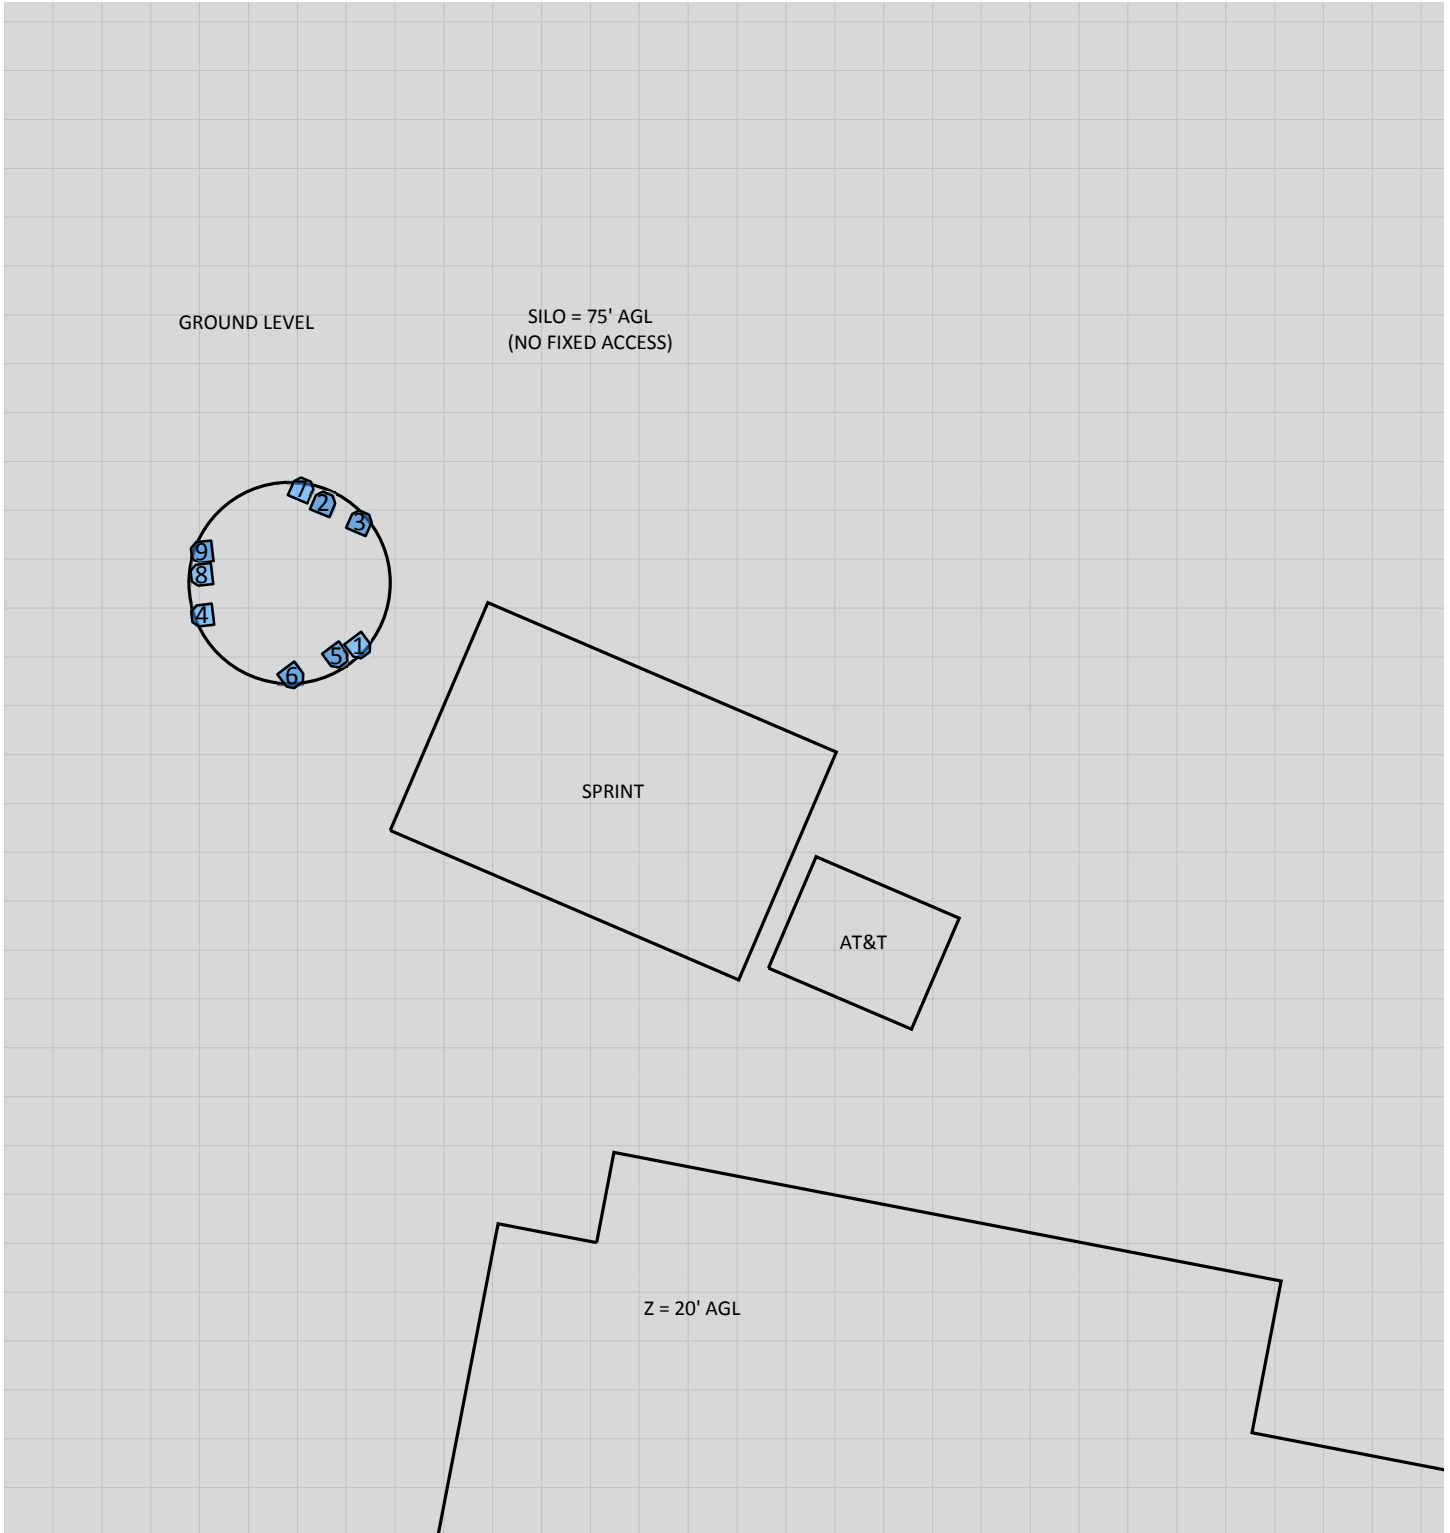 GROUND LEVEL
SILO = 75' AGL
(NO FIXED ACCESS)
7
2
3
9
8
4
1
5
6
SPRINT
AT&T
Z = 20' AGL